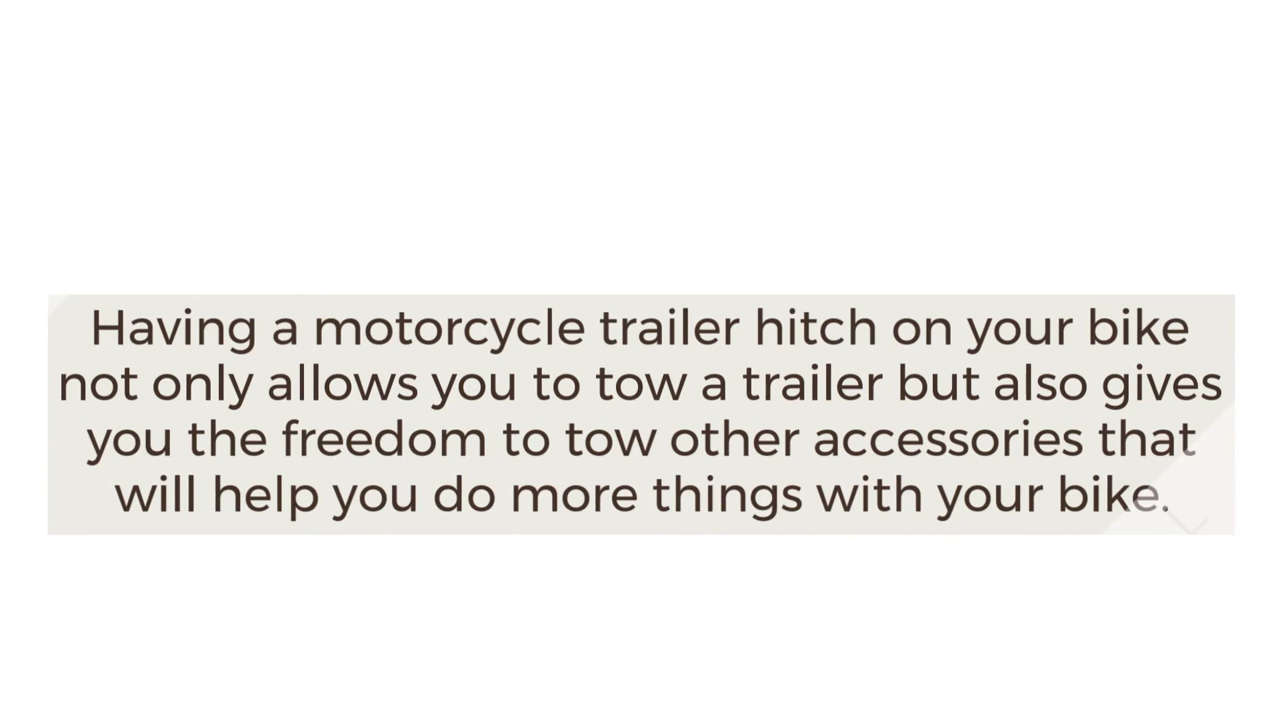 Having a motorcycle trailer hitch on your bike
not only allows you to tow a trailer but also gives
you the freedom to tow other accessories that
will help you do more things with your bike.